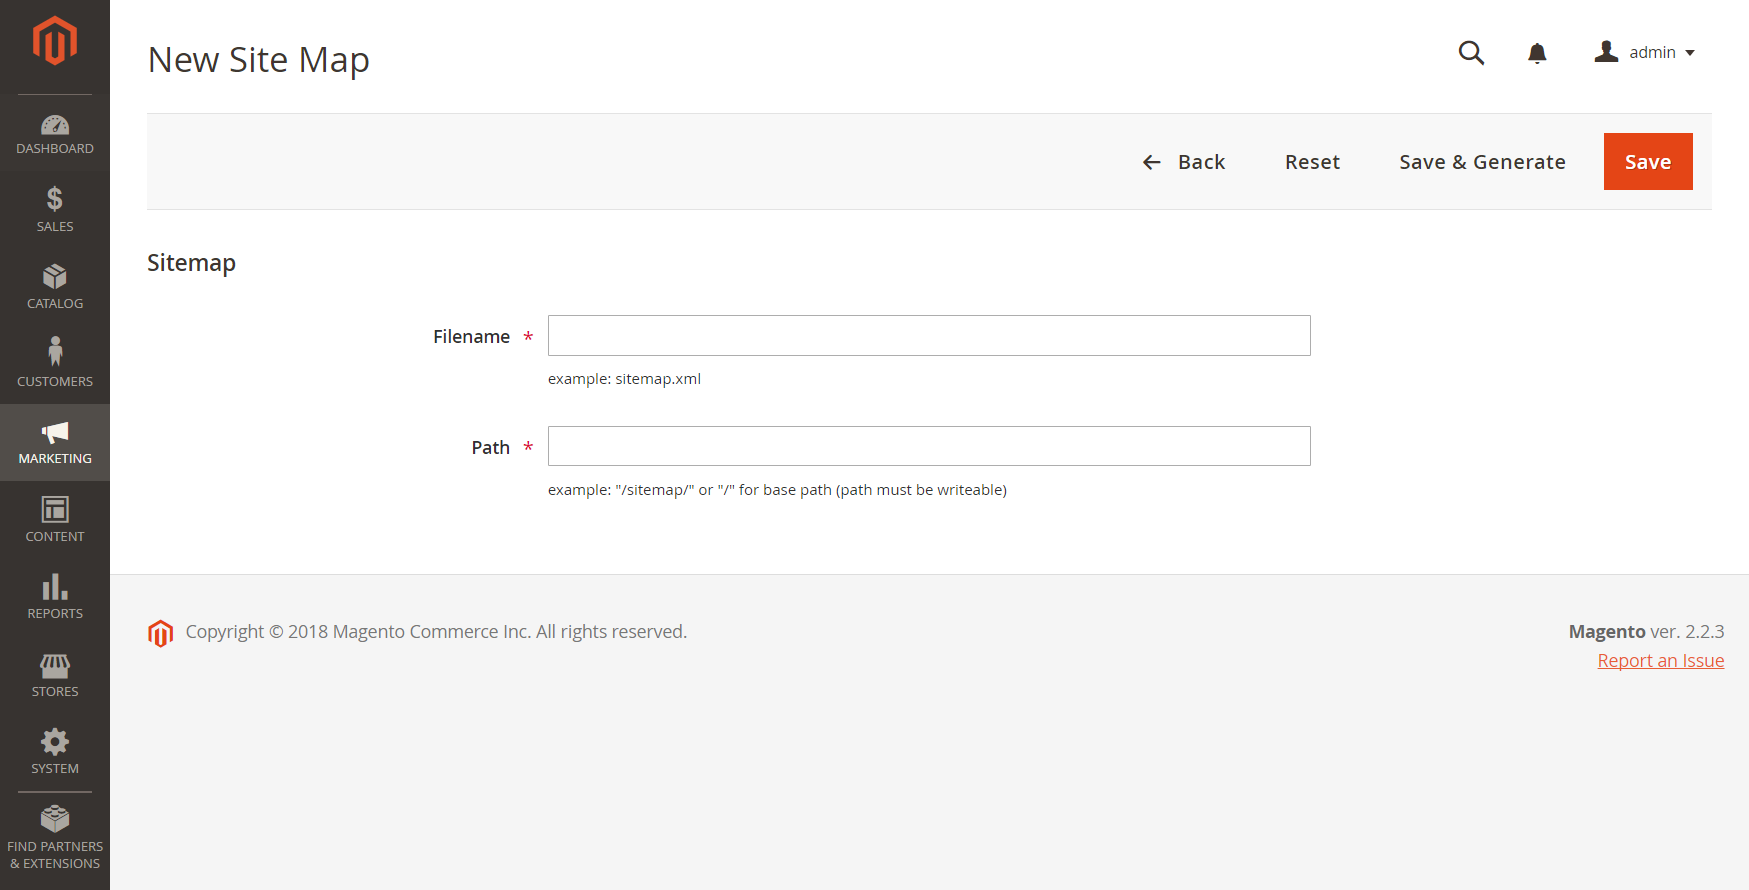 New Site Map
admin
Back
Reset
Save & Generate
Save
DASHBOARD
SALES
CATALOG
CUSTOMERS
MARKETING
CONTENT
REPORTS
STORES
SYSTEM
FIND PARTNERS
& EXTENSIONS
Sitemap
Filename *
example: sitemap.xml
Path *
example: "/sitemap/" or "/" for base path (path must be writeable)
Copyright © 2018 Magento Commerce Inc. All rights reserved.
Magento ver. 2.2.3
Report an Issue